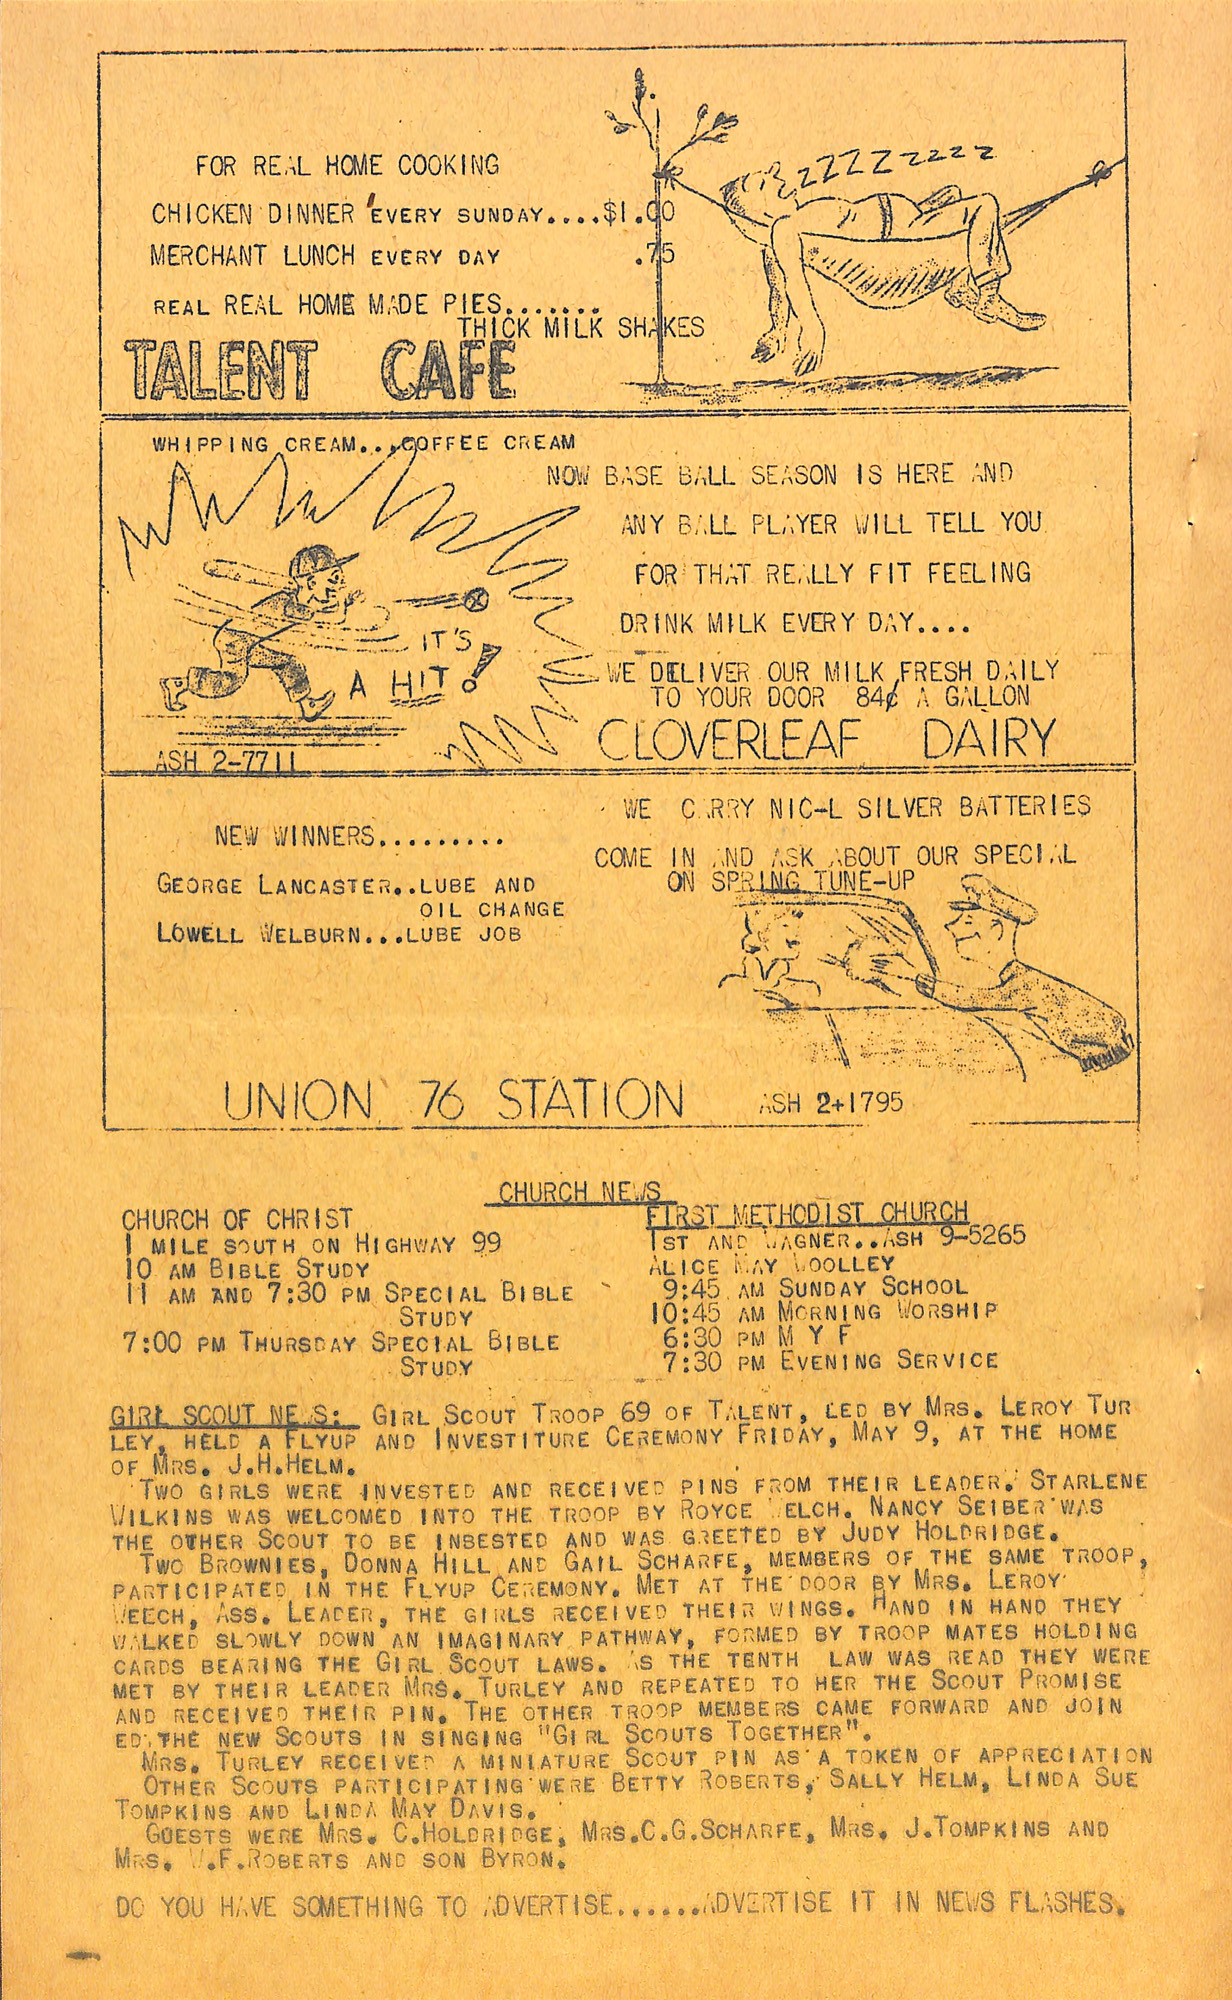 FOR REAL HOME COOKING
CHICKEN DINNER EVERY SUNDAY....$1.00
MERCHANT LUNCH EVERY DAY .75
REAL REAL HOME MADE PIES.......
THICK MILK SHAKES
TALENT CAFE
ZZZZZZZZZ
WHIPPING CREAM...COFFEE CREAM
NOW BASE BALL SEASON IS HERE AND
ANY BALL PLAYER WILL TELL YOU
FOR THAT REALLY FIT FEELING
DRINK MILK EVERY DAY....
IT'S
A HIT!
WE DELIVER OUR MILK FRESH DAILY
TO YOUR DOOR 84¢ A GALLON
CLOVERLEAF DAIRY
ASH 2-7711
WE CARRY NIC-L SILVER BATTERIES
NEW WINNERS.........
COME IN AND ASK ABOUT OUR SPECIAL
ON SPRING TUNE-UP
GEORGE LANCASTER..LUBE AND
OIL CHANGE
LOWELL WELBURN...LUBE JOB
UNION 76 STATION ASH 2+1795
CHURCH NEWS
CHURCH OF CHRIST
1 MILE SOUTH ON HIGHWAY 99
10 AM BIBLE STUDY
11 AM AND 7:30 PM SPECIAL BIBLE
STUDY
7:00 PM THURSDAY SPECIAL BIBLE
STUDY
FIRST METHODIST CHURCH
1ST AND WAGNER..ASH 9-5265
ALICE MAY WOOLLEY
9:45 AM SUNDAY SCHOOL
10:45 AM MORNING WORSHIP
6:30 PM M Y F
7:30 PM EVENING SERVICE
GIRL SCOUT NEWS: GIRL SCOUT TROOP 69 OF TALENT, LED BY MRS. LEROY TUR
LEY, HELD A FLYUP AND INVESTITURE CEREMONY FRIDAY, MAY 9, AT THE HOME
OF MRS. J.H.HELM.
TWO GIRLS WERE INVESTED AND RECEIVED PINS FROM THEIR LEADER. STARLENE
WILKINS WAS WELCOMED INTO THE TROOP BY ROYCE WELCH. NANCY SEIBER WAS
THE OTHER SCOUT TO BE INBESTED AND WAS GREETED BY JUDY HOLDRIDGE.
TWO BROWNIES, DONNA HILL AND GAIL SCHARFE, MEMBERS OF THE SAME TROOP,
PARTICIPATED IN THE FLYUP CEREMONY. MET AT THE DOOR BY MRS. LEROY
VEECH, ASS. LEADER, THE GIRLS RECEIVED THEIR WINGS. HAND IN HAND THEY
WALKED SLOWLY DOWN AN IMAGINARY PATHWAY, FORMED BY TROOP MATES HOLDING
CARDS BEARING THE GIRL SCOUT LAWS. AS THE TENTH LAW WAS READ THEY WERE
MET BY THEIR LEADER MRS. TURLEY AND REPEATED TO HER THE SCOUT PROMISE
AND RECEIVED THEIR PIN. THE OTHER TROOP MEMBERS CAME FORWARD AND JOIN
ED THE NEW SCOUTS IN SINGING "GIRL SCOUTS TOGETHER".
MRS. TURLEY RECEIVED A MINIATURE SCOUT PIN AS A TOKEN OF APPRECIATION
OTHER SCOUTS PARTICIPATING WERE BETTY ROBERTS, SALLY HELM, LINDA SUE
TOMPKINS AND LINDA MAY DAVIS.
GUESTS WERE MRS. C.HOLDRIDGE, MRS.C.G.SCHARFE, MRS. J.TOMPKINS AND
MRS. W.F.ROBERTS AND SON BYRON.
DO YOU HAVE SOMETHING TO ADVERTISE......ADVERTISE IT IN NEWS FLASHES.